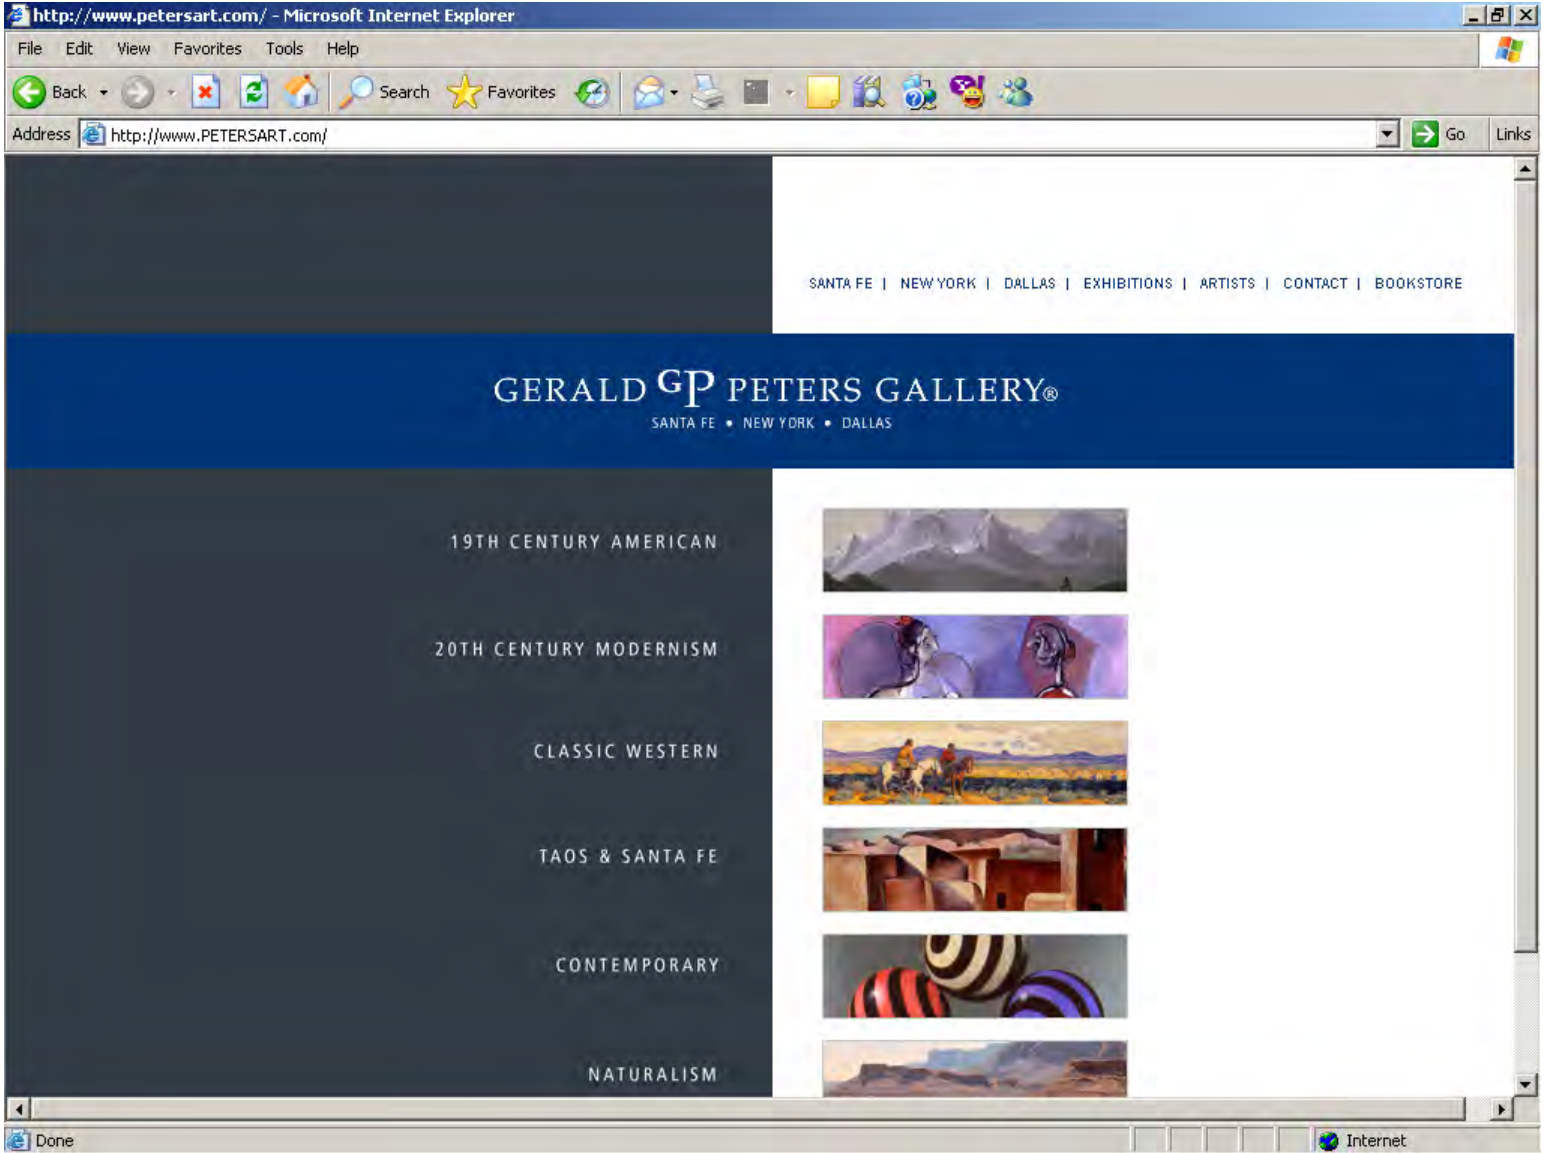 http://www.petersart.com/ - Microsoft Internet Explorer
File Edit View Favorites Tools Help
Back Search Favorites
Address http://www.PETERSART.com/ Go Links
SANTA FE | NEW YORK | DALLAS | EXHIBITIONS | ARTISTS | CONTACT | BOOKSTORE
GERALD GP PETERS GALLERY®
SANTA FE • NEW YORK • DALLAS
19TH CENTURY AMERICAN
20TH CENTURY MODERNISM
CLASSIC WESTERN
TAOS & SANTA FE
CONTEMPORARY
NATURALISM
Done Internet